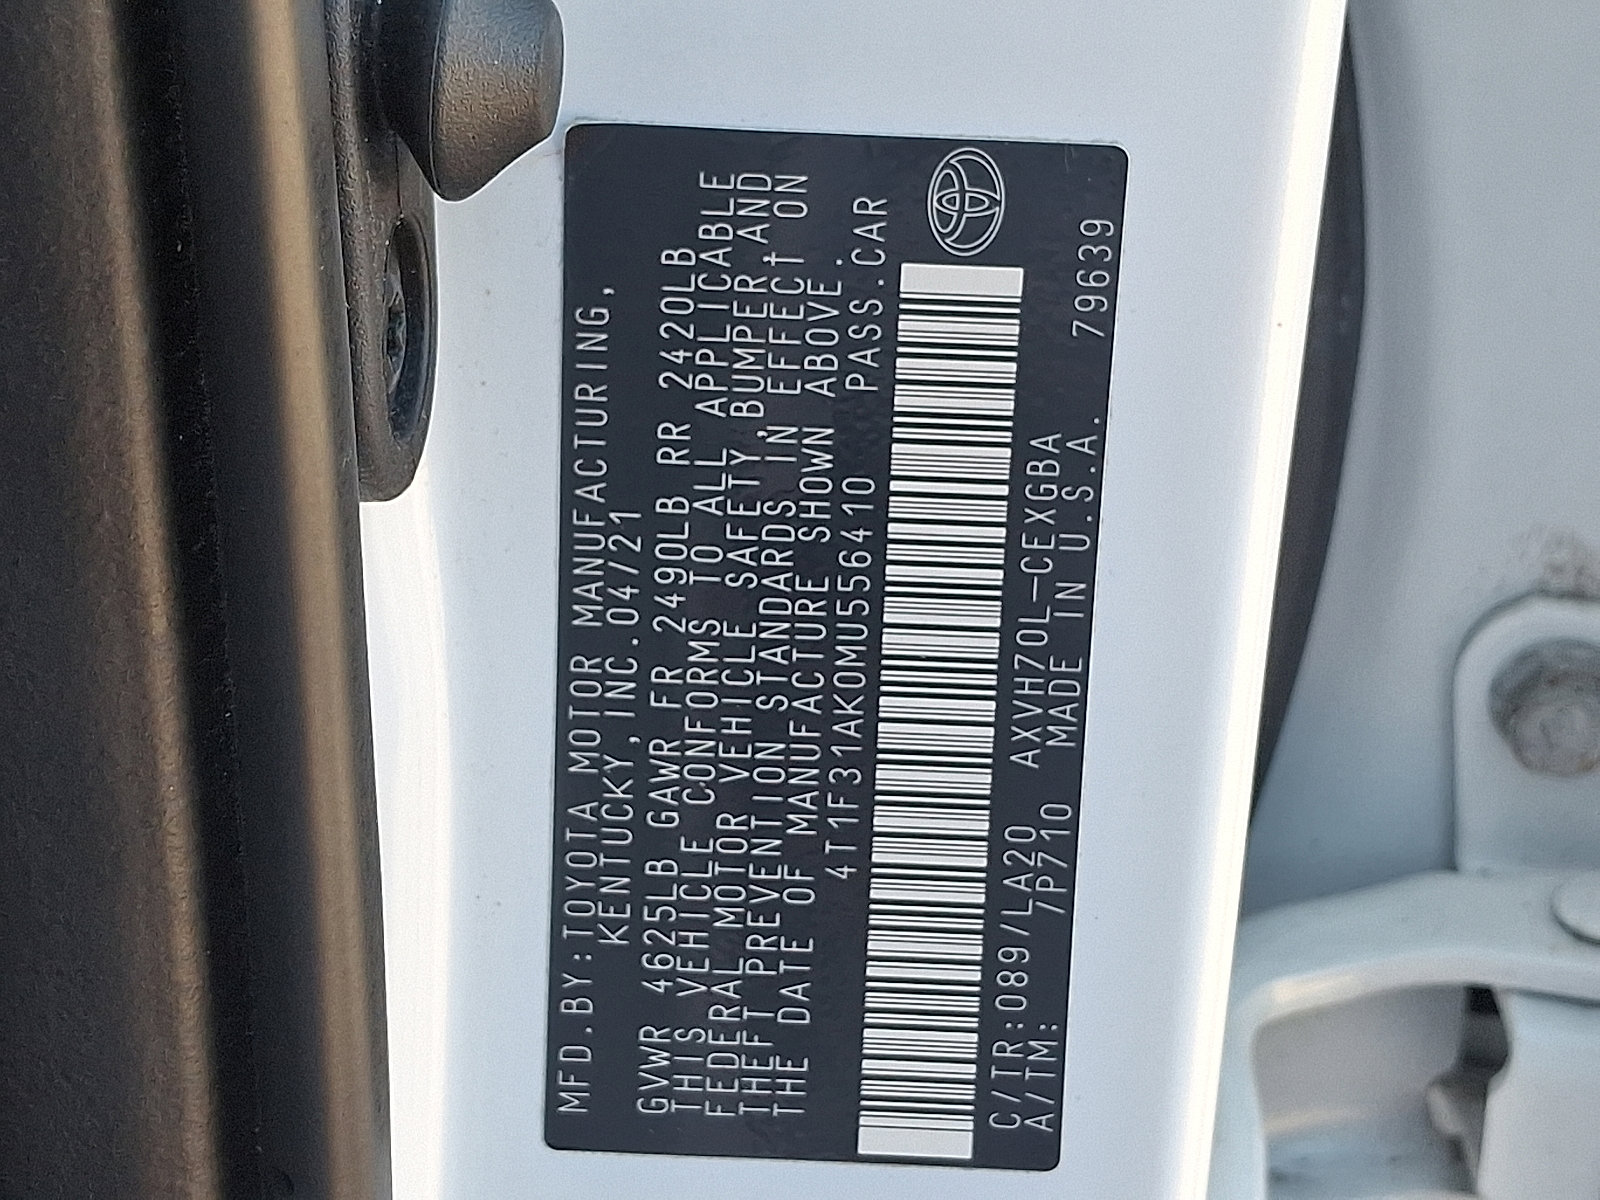 MFD.BY:TOYOTA MOTOR MANUFACTURING,
KENTUCKY,INC.04/21
GVWR 4625LB GAWR FR 2490LB RR 2420LB
THIS VEHICLE CONFORMS TO ALL APPLICABLE
FEDERAL MOTOR VEHICLE SAFETY,BUMPER,AND
THEFT PREVENTION STANDARDS IN EFFECT ON
THE DATE OF MANUFACTURE SHOWN ABOVE.
4T1F31AK0MU556410 PASS.CAR
C/TR:089/LA20 AXVH70L-CEXGBA
A/TM: 7P710 MADE IN U.S.A. 79639